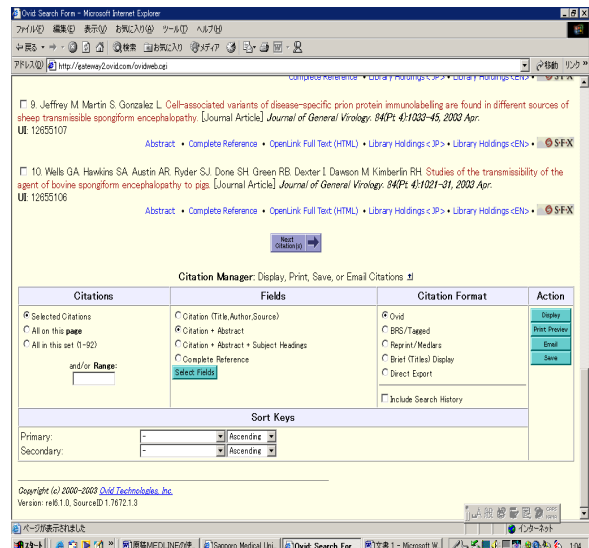 Ovid: Search Form - Microsoft Internet Explorer
ファイル(F) 編集(E) 表示(V) お気に入り(A) ツール(T) ヘルプ(H)
戻る 検索 お気に入り メディア
アドレス(D) http://gateway2.ovid.com/ovidweb.cgi 移動 リンク »
Complete Reference • Library Holdings<JP> • Library Holdings<EN> • S·F·X
9. Jeffrey M. Martin S. Gonzalez L. Cell-associated variants of disease-specific prion protein immunolabelling are found in different sources of
sheep transmissible spongiform encephalopathy. [Journal Article] Journal of General Virology. 84(Pt 4):1033-45, 2003 Apr.
UI: 12655107
Abstract • Complete Reference • OpenLink Full Text (HTML) • Library Holdings<JP> • Library Holdings<EN> • S·F·X
10. Wells GA. Hawkins SA. Austin AR. Ryder SJ. Done SH. Green RB. Dexter I. Dawson M. Kimberlin RH. Studies of the transmissibility of the
agent of bovine spongiform encephalopathy to pigs. [Journal Article] Journal of General Virology. 84(Pt 4):1021-31, 2003 Apr.
UI: 12655106
Abstract • Complete Reference • OpenLink Full Text (HTML) • Library Holdings<JP> • Library Holdings<EN> • S·F·X
Next
Citation(s)
Citation Manager: Display, Print, Save, or Email Citations
Citations Fields Citation Format Action
Selected Citations Citation (Title,Author,Source) Ovid Display
All on this page Citation + Abstract BRS/Tagged Print Preview
All in this set (1-92) Citation + Abstract + Subject Headings Reprint/Medlars Email
Complete Reference Brief (Titles) Display Save
and/or Range: Select Fields Direct Export
Include Search History
Sort Keys
Primary: - Ascending
Secondary: - Ascending
Copyright (c) 2000-2003 Ovid Technologies, Inc.
Version: rel6.1.0, SourceID 1.7672.1.3
A 般
ページが表示されました インターネット
スタート Sapporo Medical Uni... Ovid: Search For... 文書 1 - Microsoft W... 1:04